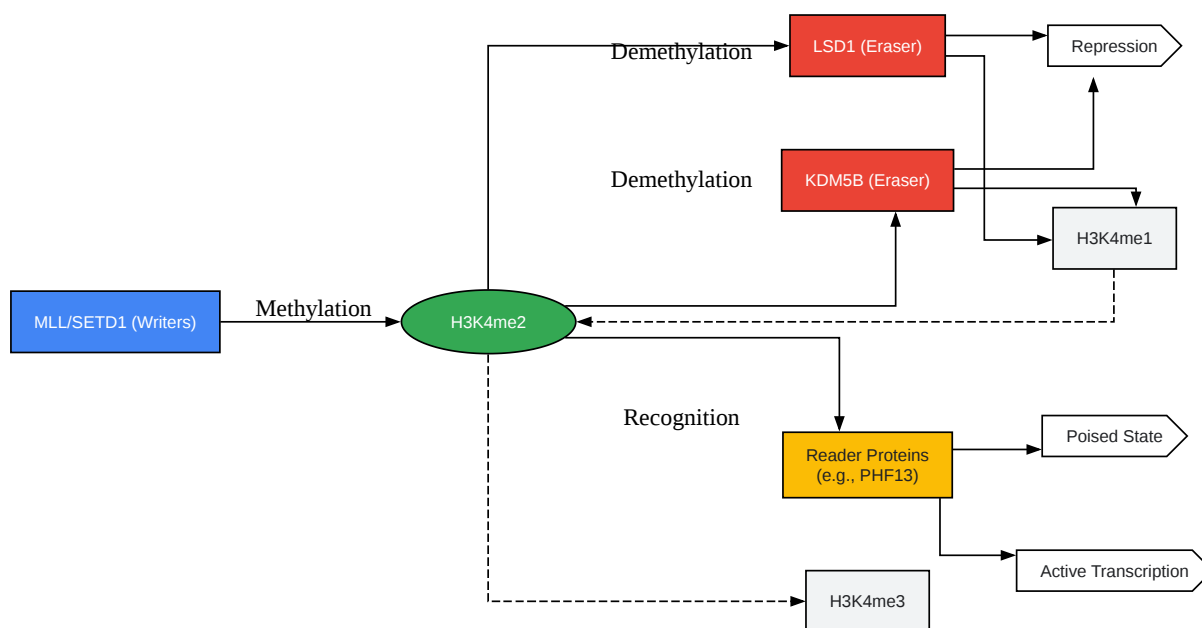 Demethylation
LSD1 (Eraser)
Repression
Demethylation
KDM5B (Eraser)
H3K4me1
MLL/SETD1 (Writers)
Methylation
H3K4me2
Recognition
Reader Proteins
(e.g., PHF13)
Poised State
Active Transcription
H3K4me3